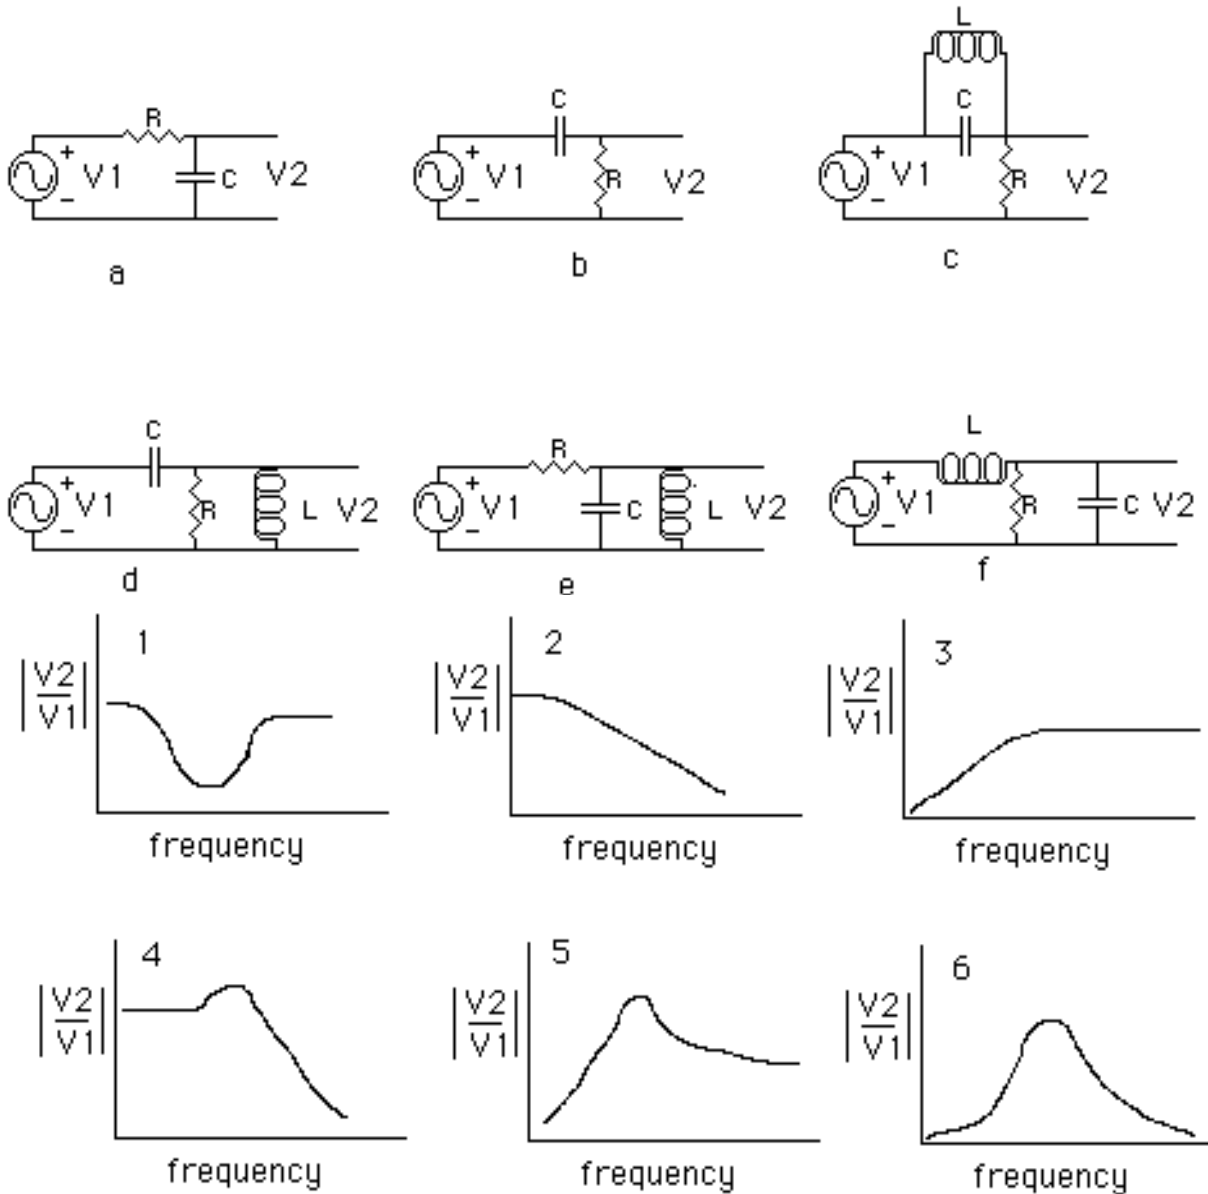 L
R
C
C
+
V1
-
C
V2
+
V1
-
R
V2
+
V1
-
R
V2
a
b
c
C
R
L
+
V1
-
R
L
V2
+
V1
-
C
L
V2
+
V1
-
R
C
V2
d
e
f
1
|V2/V1|
frequency
2
|V2/V1|
frequency
3
|V2/V1|
frequency
4
|V2/V1|
frequency
5
|V2/V1|
frequency
6
|V2/V1|
frequency